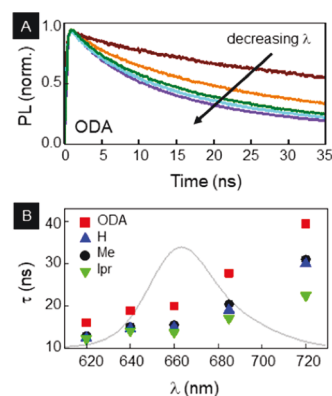 A
PL (norm.)
1.0
0.5
0.0
decreasing λ
ODA
0 5 10 15 20 25 30 35
Time (ns)
B
τ (ns)
40
30
20
10
ODA
H
Me
Ipr
620 640 660 680 700 720
λ (nm)